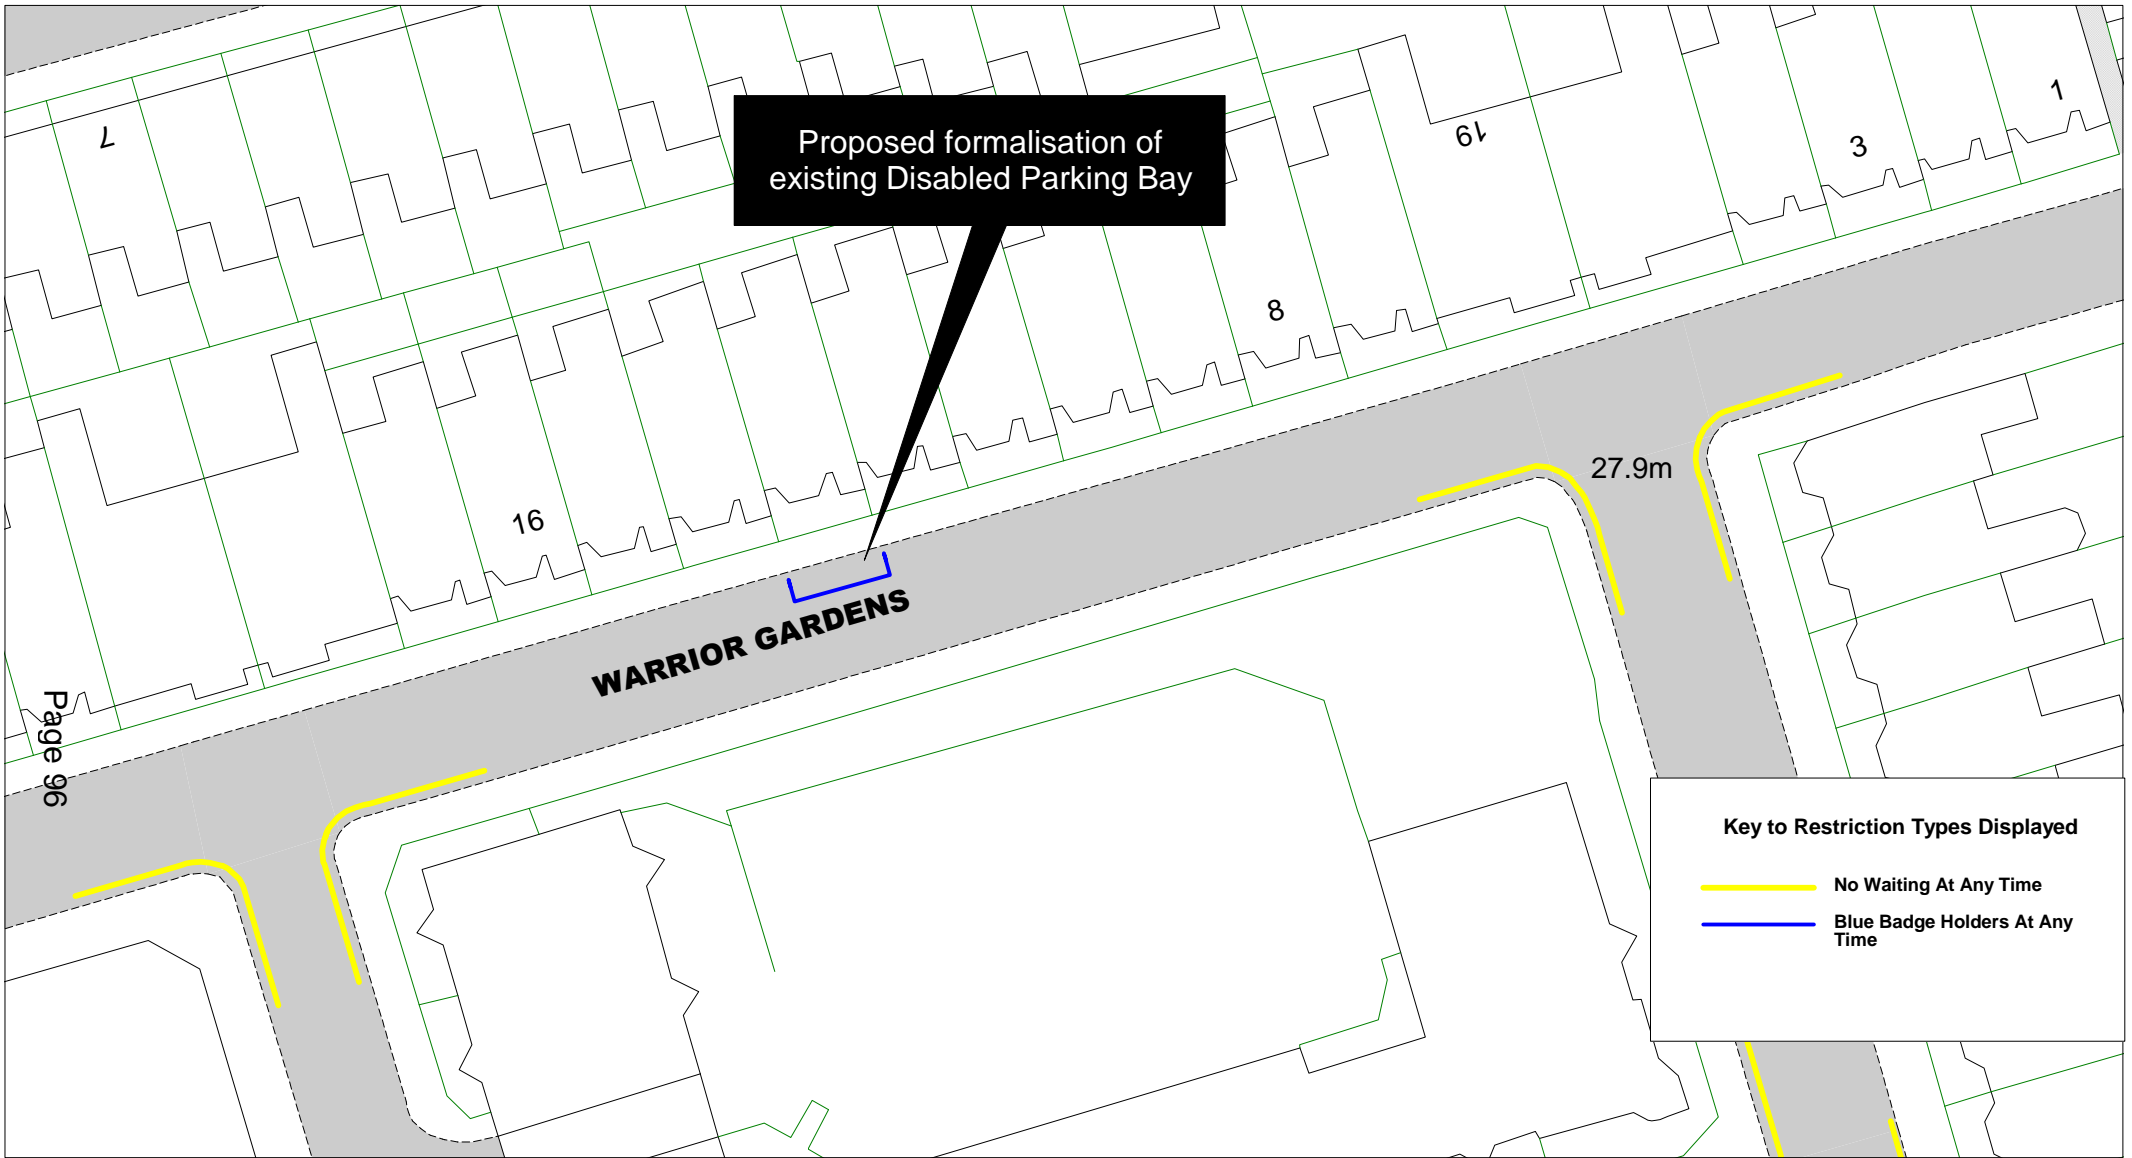 1
7
Proposed formalisation of
existing Disabled Parking Bay
19
3
8
27.9m
16
WARRIOR GARDENS
Page 96
Key to Restriction Types Displayed
No Waiting At Any Time
Blue Badge Holders At Any
Time